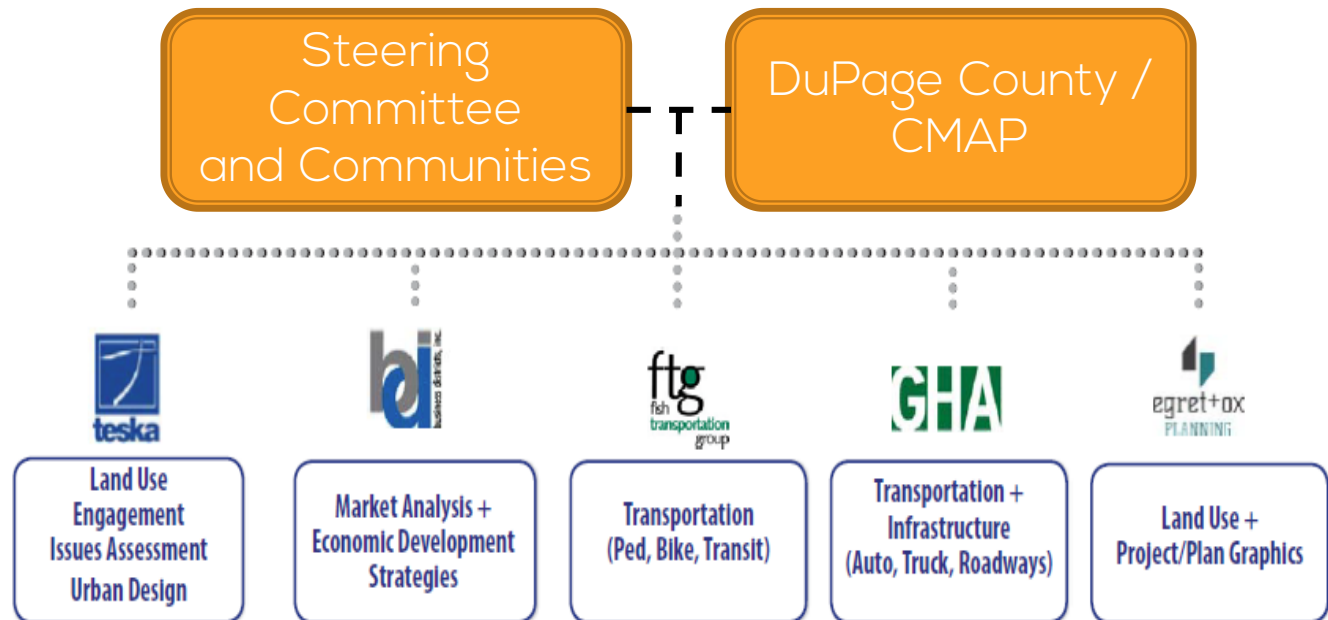 Steering
Committee
and Communities
DuPage County /
CMAP
teska
bdi
business districts, inc.
ftg
fish
transportation
group
GHA
egret+ox
PLANNING
Land Use
Engagement
Issues Assessment
Urban Design
Market Analysis +
Economic Development
Strategies
Transportation
(Ped, Bike, Transit)
Transportation +
Infrastructure
(Auto, Truck, Roadways)
Land Use +
Project/Plan Graphics